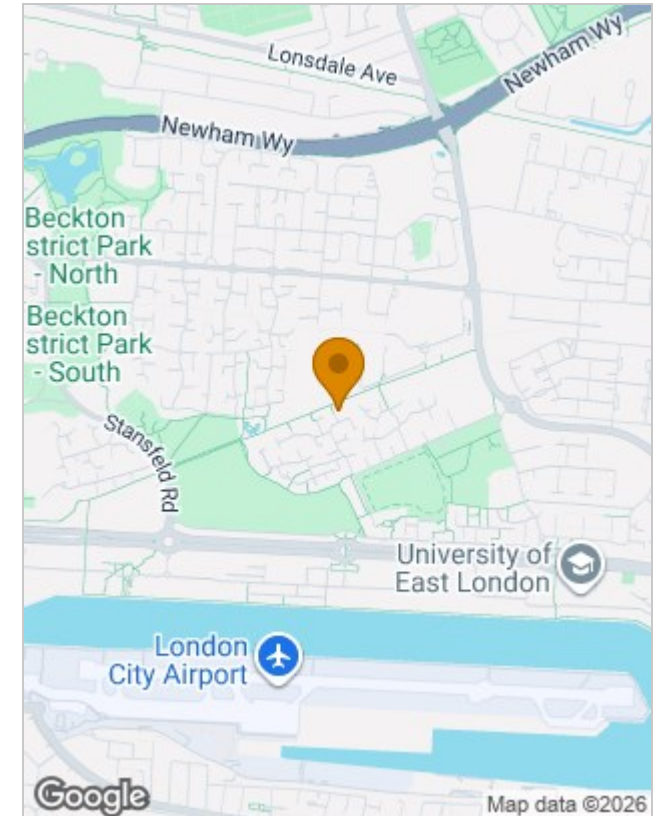 Lonsdale Ave
Newham Wy
Newham Wy
Beckton
strict Park
- North
Beckton
strict Park
- South
Stansfeld Rd
University of
East London
London
City Airport
Google
Map data ©2026